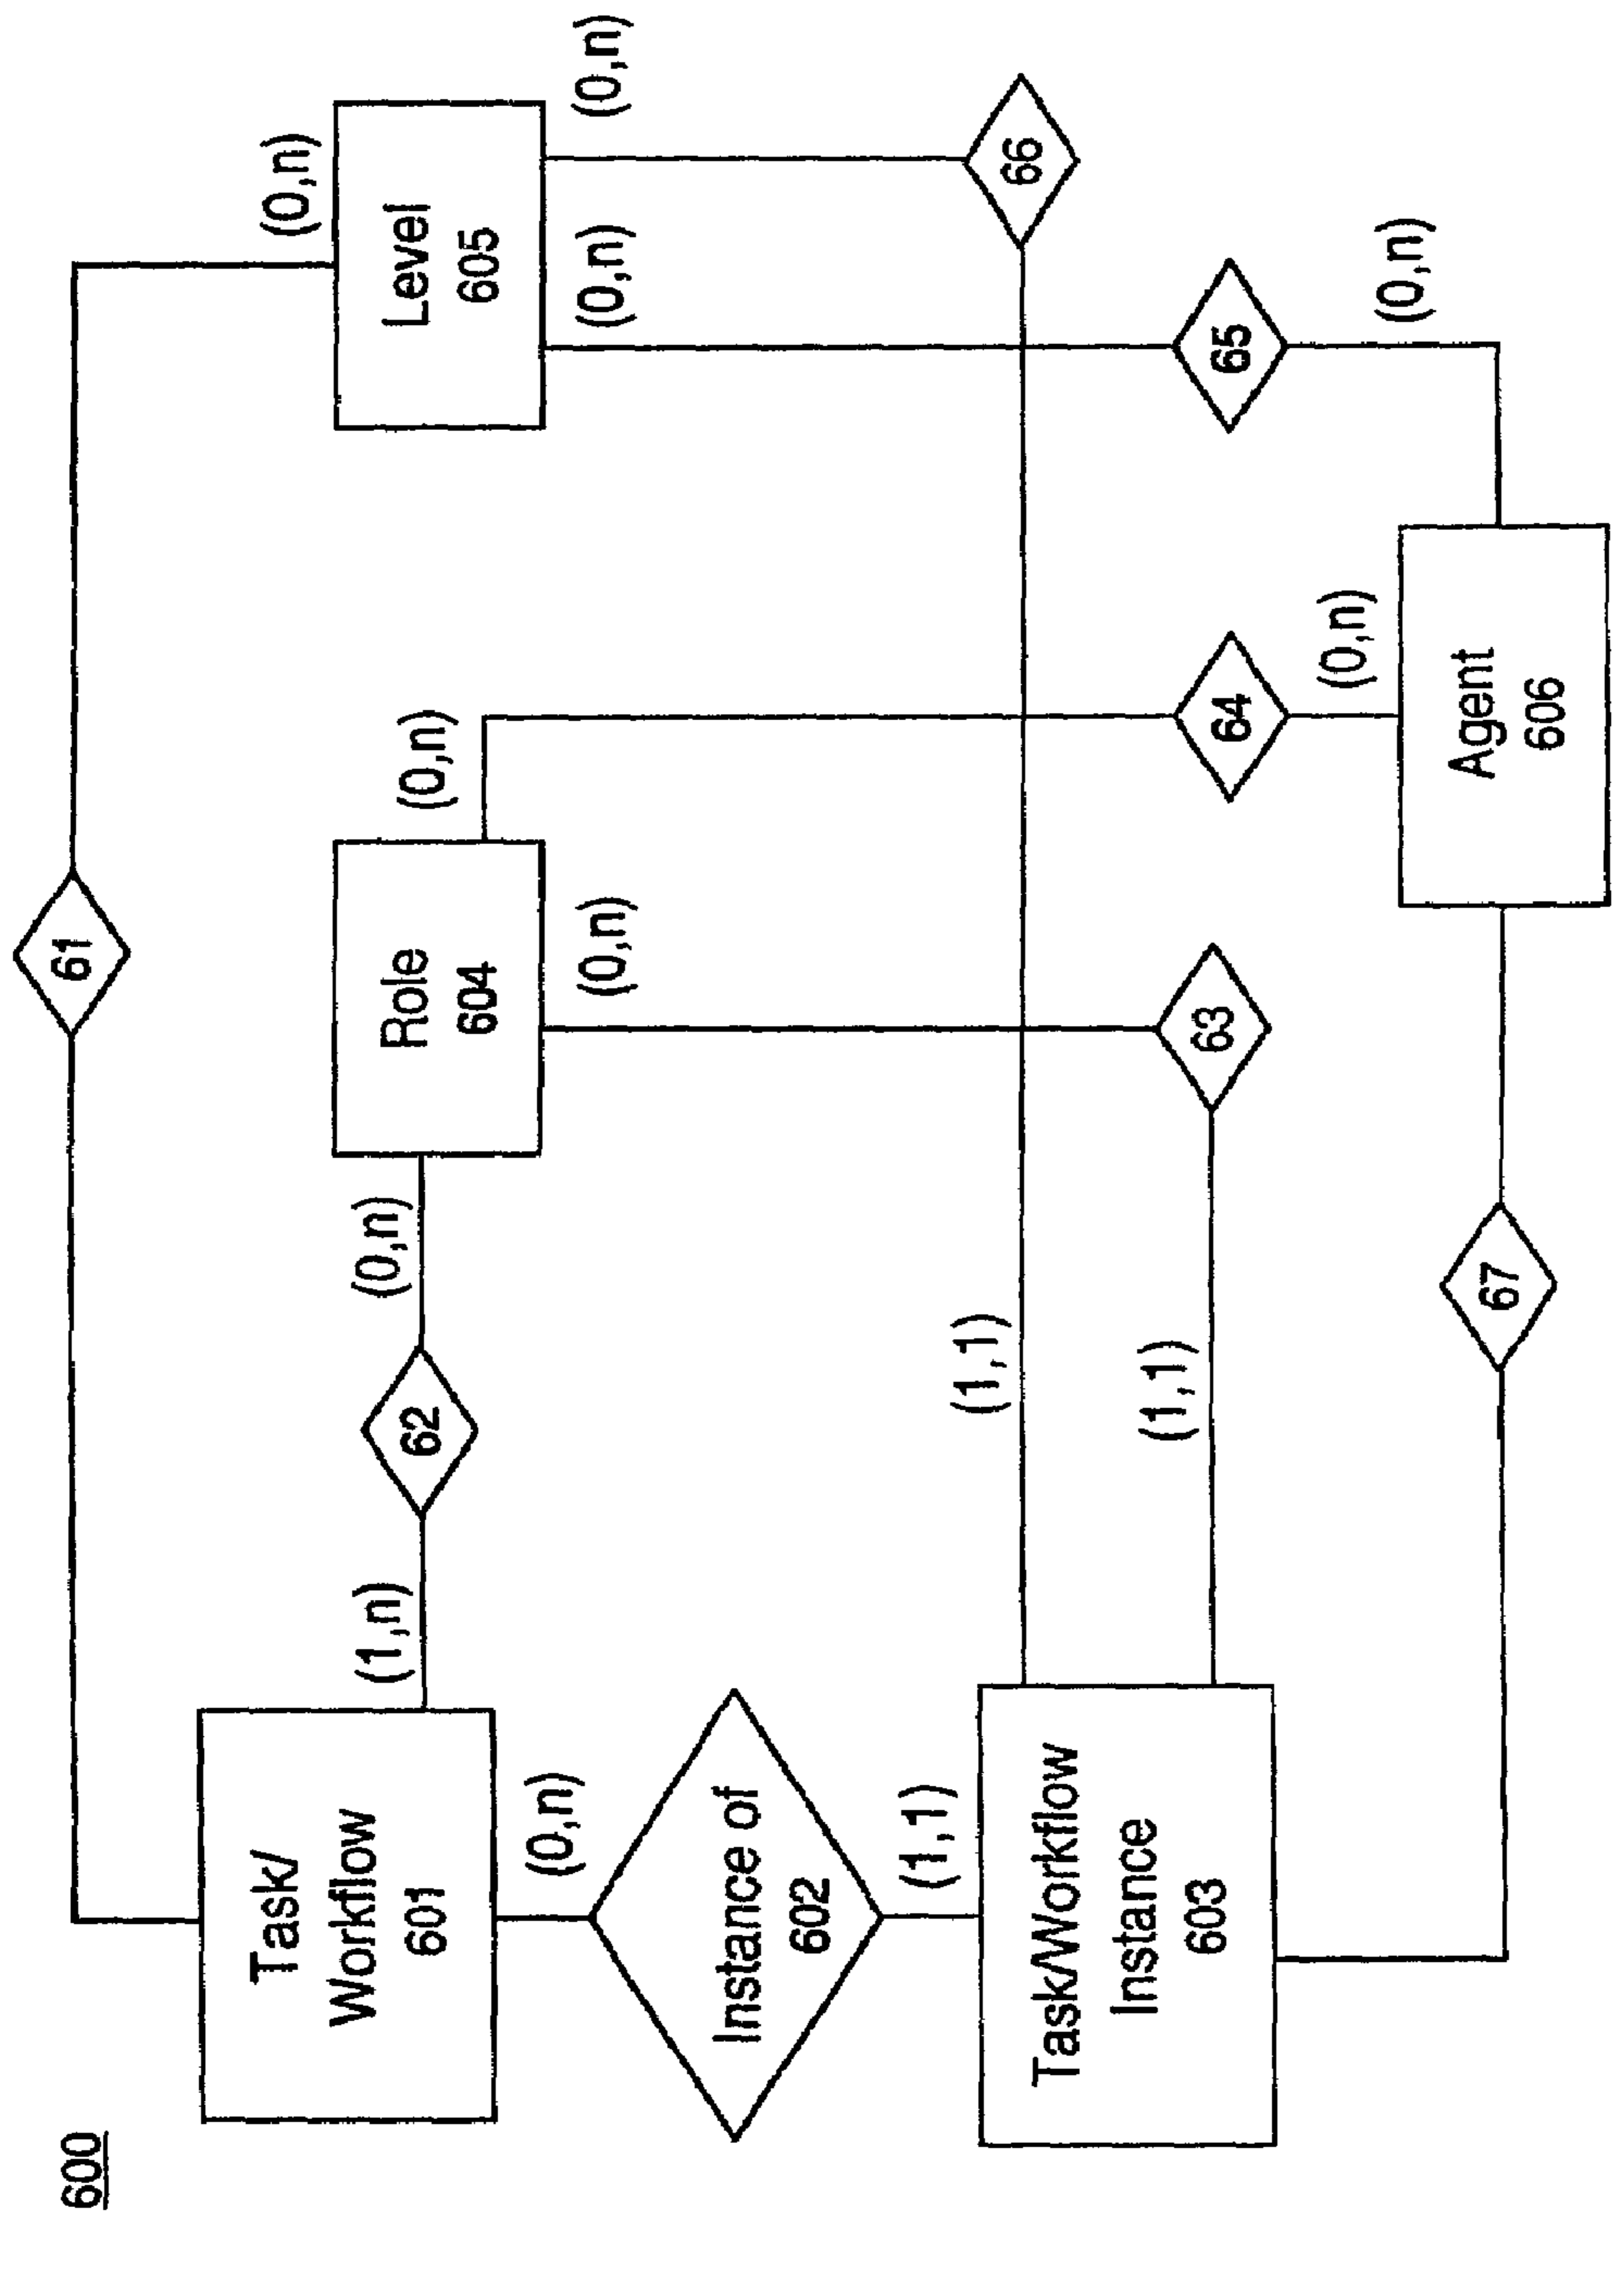 600
61
Task/
Workflow
601
(1,n)
62
(0,n)
Role
604
(0,n)
(0,n)
Level
605
(0,n)
(0,n)
(0,n)
Instance of
602
(1,1)
(0,n)
Task/Workflow
Instance
603
(1,1)
66
(1,1)
63
64
65
(0,n)
(0,n)
67
Agent
606